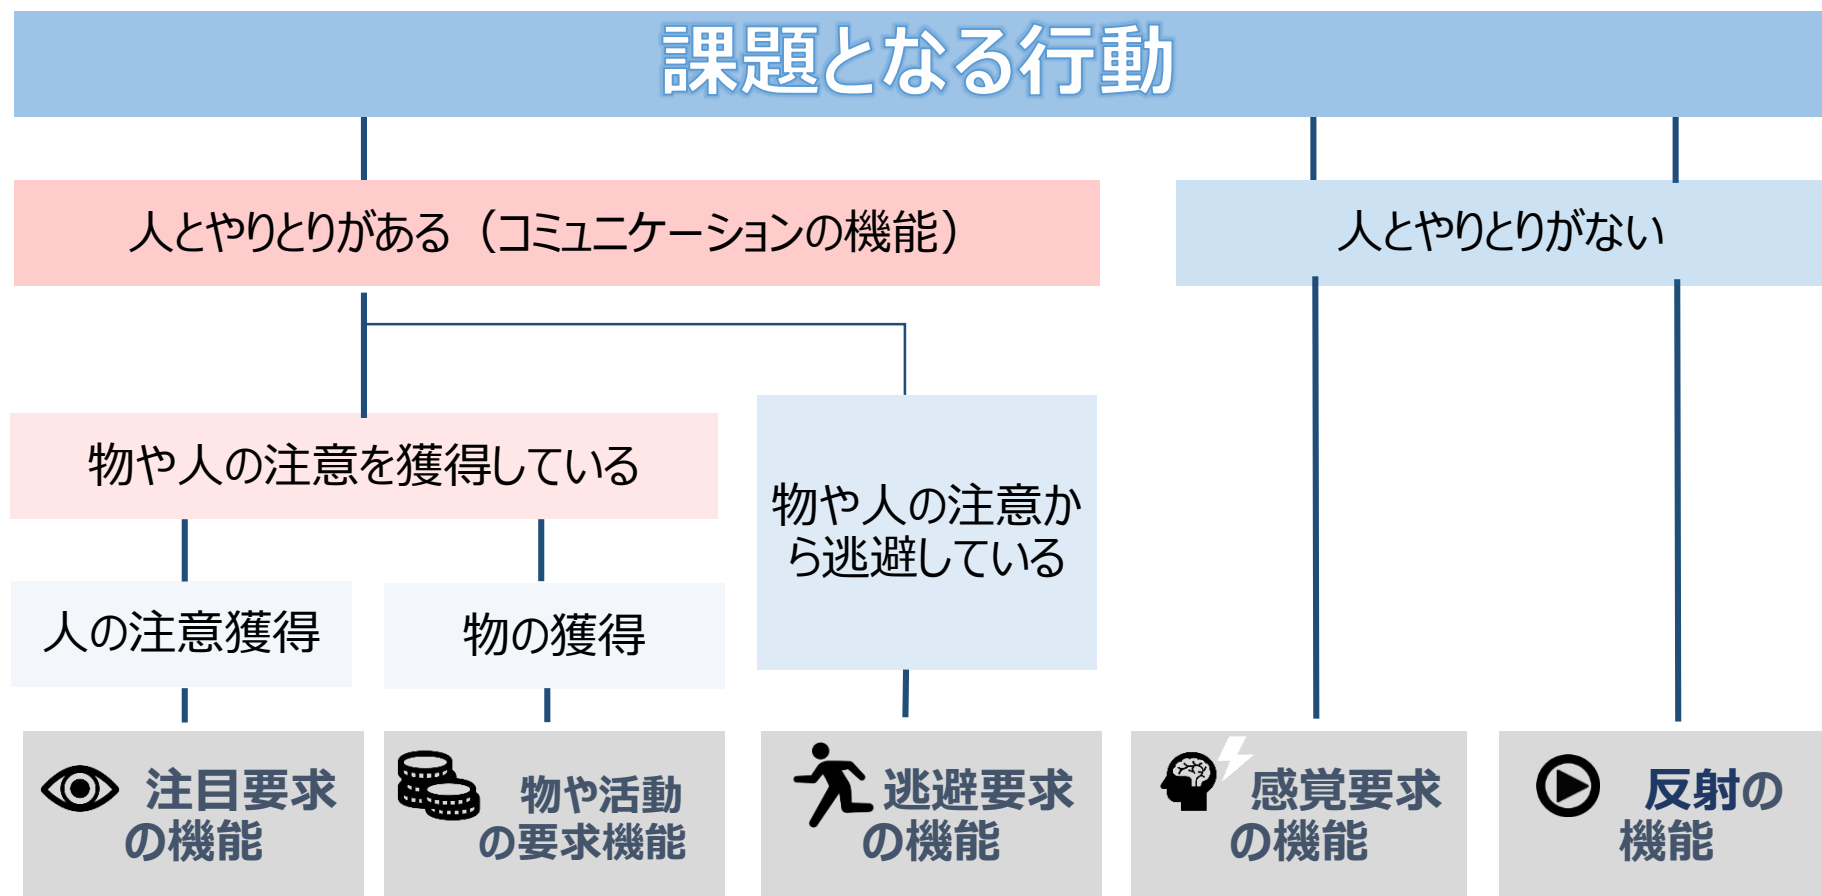 課題となる行動
人とやりとりがある（コミュニケーションの機能）
人とやりとりがない
物や人の注意を獲得している
物や人の注意か
ら逃避している
人の注意獲得
物の獲得
注目要求
の機能
物や活動
の要求機能
逃避要求
の機能
感覚要求
の機能
反射の
機能